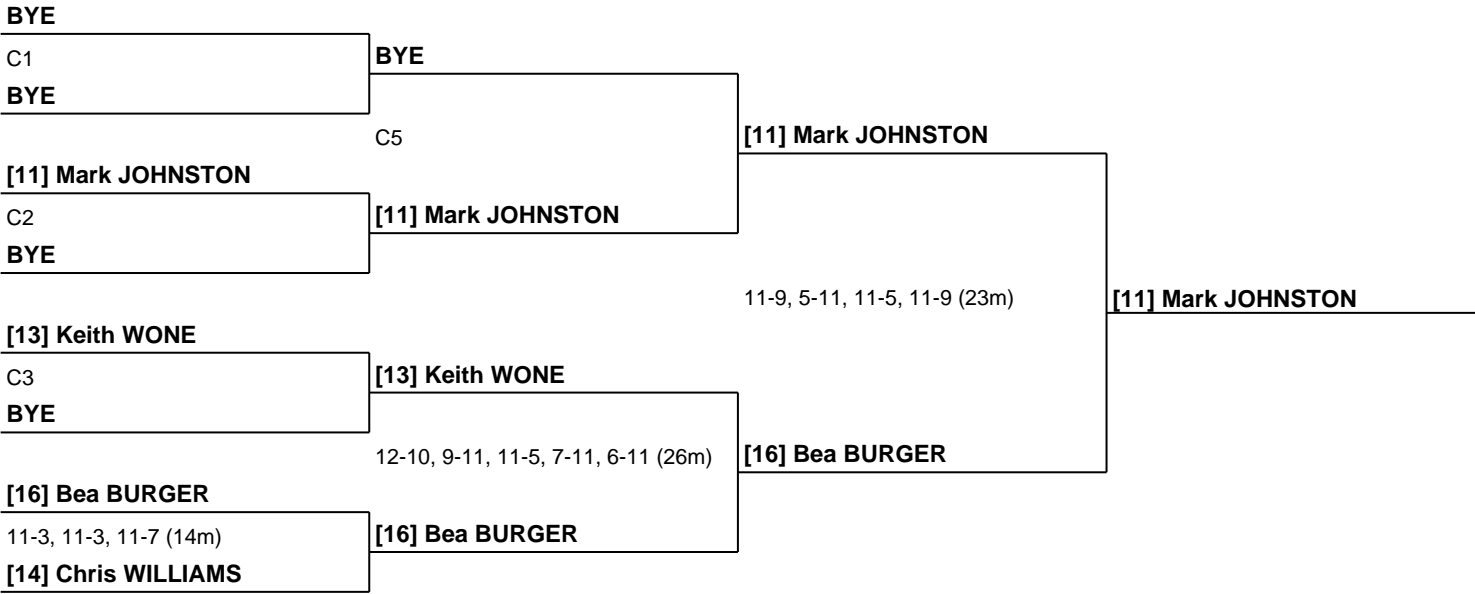 BYE
C1
BYE
[11] Mark JOHNSTON
C2
BYE
[13] Keith WONE
C3
BYE
[16] Bea BURGER
11-3, 11-3, 11-7 (14m)
[14] Chris WILLIAMS
BYE
C5
[11] Mark JOHNSTON
[13] Keith WONE
12-10, 9-11, 11-5, 7-11, 6-11 (26m)
[16] Bea BURGER
[11] Mark JOHNSTON
11-9, 5-11, 11-5, 11-9 (23m)
[16] Bea BURGER
[11] Mark JOHNSTON